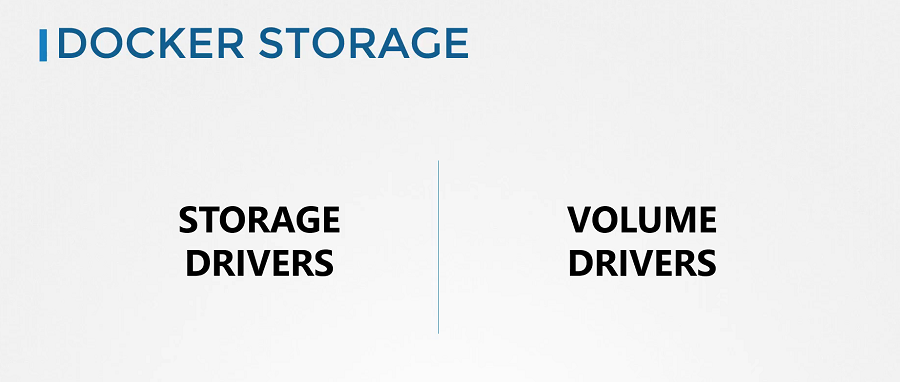 DOCKER STORAGE
STORAGE
DRIVERS
VOLUME
DRIVERS